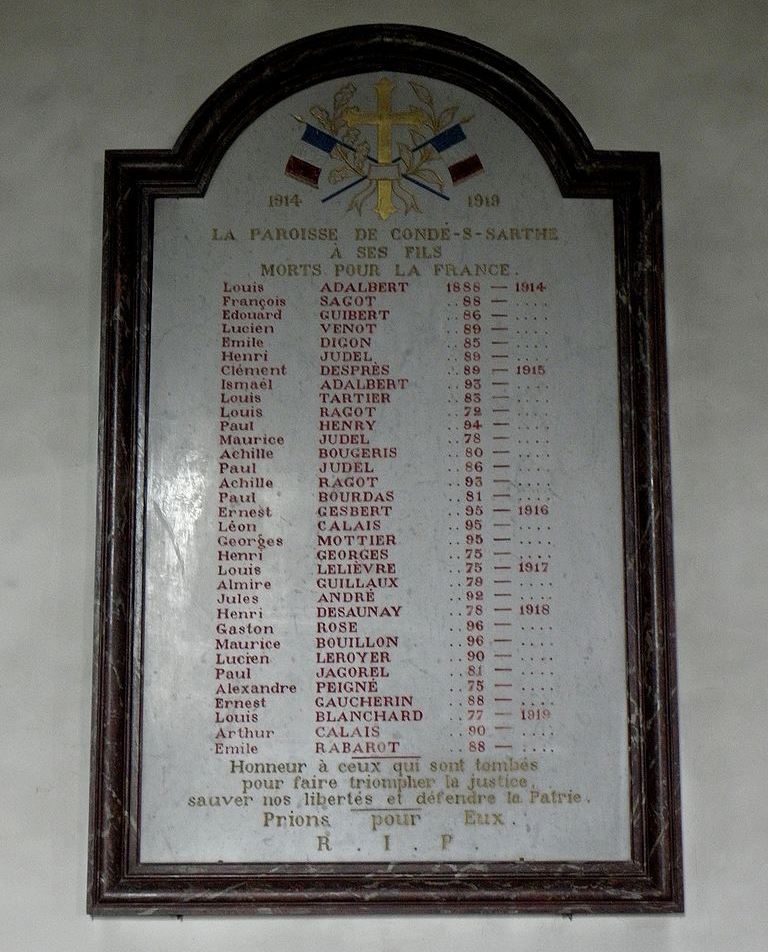 1914 1919
LA PAROISSE DE CONDÉ-S-SARTHE
À SES FILS
MORTS POUR LA FRANCE.
Louis ADALBERT 1888 — 1914
François SAGOT .. 88 — ....
Edouard GUIBERT .. 86 — ....
Lucien VENOT .. 89 — ....
Emile DIGON .. 85 — ....
Henri JUDEL .. 89 — ....
Clément DESPRÈS .. 89 — 1915
Ismaël ADALBERT .. 93 — ....
Louis TARTIER .. 83 — ....
Louis RAGOT .. 72 — ....
Paul HENRY .. 94 — ....
Maurice JUDEL .. 78 — ....
Achille BOUGERIS .. 80 — ....
Paul JUDEL .. 86 — ....
Achille RAGOT .. 93 — ....
Paul BOURDAS .. 81 — ....
Ernest GESBERT .. 95 — 1916
Léon CALAIS .. 95 — ....
Georges MOTTIER .. 95 — ....
Henri GEORGES .. 75 — ....
Louis LELIÈVRE .. 75 — 1917
Almire GUILLAUX .. 79 — ....
Jules ANDRÉ .. 92 — ....
Henri DESAUNAY .. 78 — 1918
Gaston ROSE .. 96 — ....
Maurice BOUILLON .. 96 — ....
Lucien LEROYER .. 90 — ....
Paul JAGOREL .. 81 — ....
Alexandre PEIGNÉ .. 75 — ....
Ernest GAUCHERIN .. 88 — ....
Louis BLANCHARD .. 77 — 1919
Arthur CALAIS .. 90 — ....
Emile RABAROT .. 88 — ....
Honneur à ceux qui sont tombés
pour faire triompher la justice,
sauver nos libertés et défendre la Patrie.
Prions pour Eux.
R . I . P .